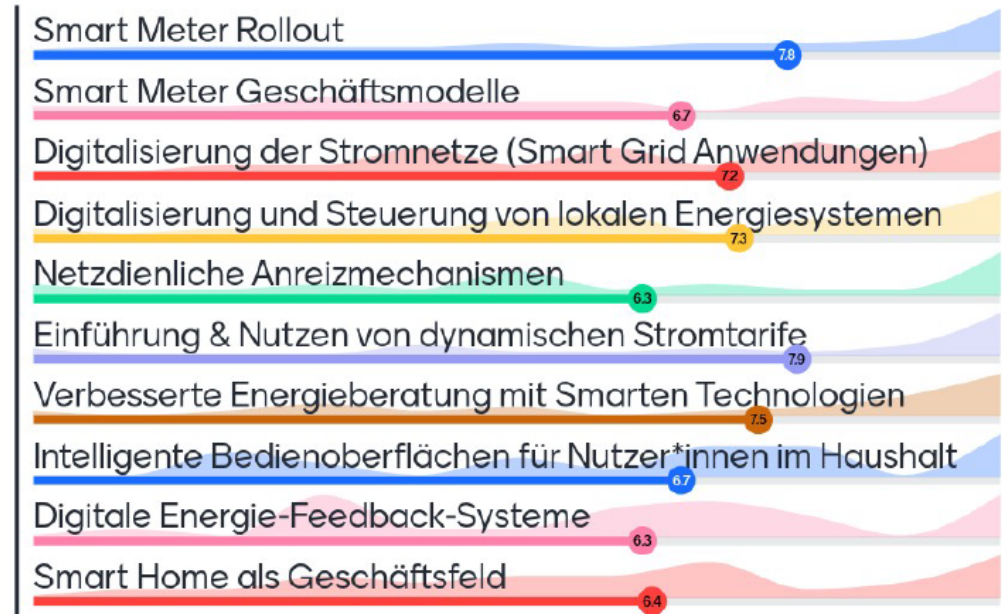 Smart Meter Rollout
7.8
Smart Meter Geschäftsmodelle
6.7
Digitalisierung der Stromnetze (Smart Grid Anwendungen)
7.2
Digitalisierung und Steuerung von lokalen Energiesystemen
7.3
Netzdienliche Anreizmechanismen
6.3
Einführung & Nutzen von dynamischen Stromtarife
7.9
Verbesserte Energieberatung mit Smarten Technologien
7.5
Intelligente Bedienoberflächen für Nutzer*innen im Haushalt
6.7
Digitale Energie-Feedback-Systeme
6.3
Smart Home als Geschäftsfeld
6.4